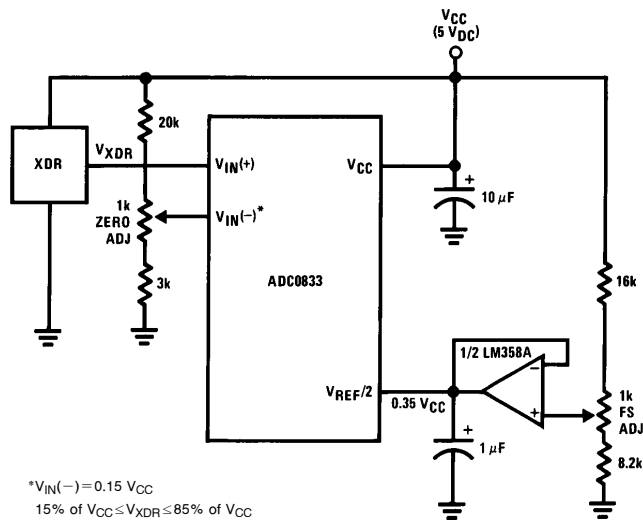 VCC
(5 VDC)
20k
XDR
VXDR
VIN(+)
VCC
+
10 µF
1k
ZERO
ADJ
VIN(−)*
3k
ADC0833
16k
1/2 LM358A
−
+
VREF/2
0.35 VCC
1k
FS
ADJ
+
1 µF
8.2k
*VIN(−)=0.15 VCC
15% of VCC≤VXDR≤85% of VCC